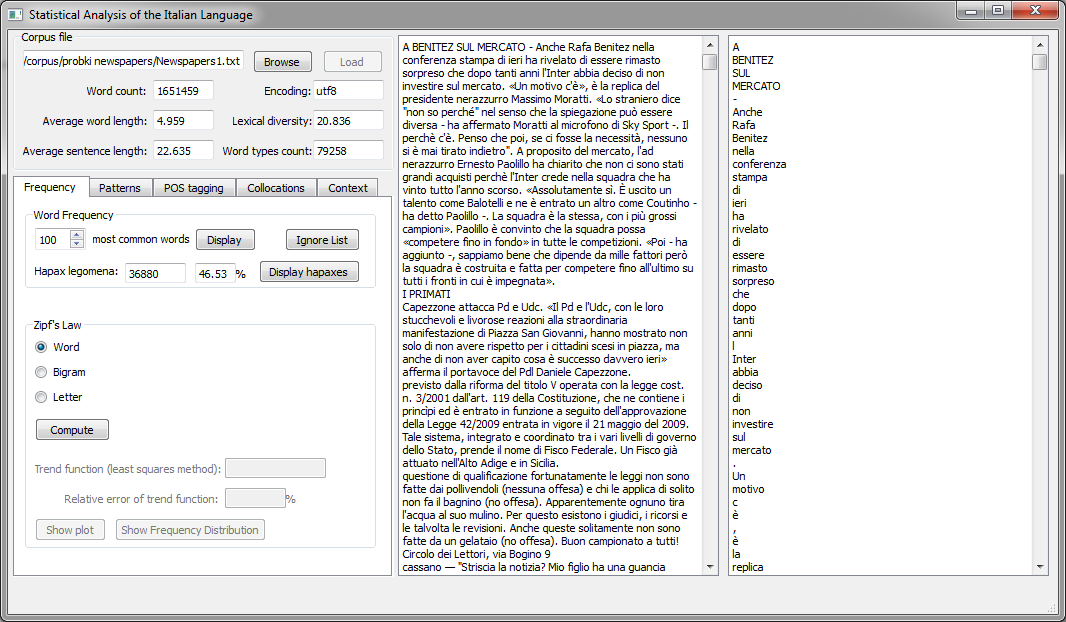 Statistical Analysis of the Italian Language
Corpus file
/corpus/probki newspapers/Newspapers1.txt Browse Load
Word count: 1651459 Encoding: utf8
Average word length: 4.959 Lexical diversity: 20.836
Average sentence length: 22.635 Word types count: 79258
Frequency Patterns POS tagging Collocations Context
Word Frequency
100 most common words Display Ignore List
Hapax legomena: 36880 46.53 % Display hapaxes
Zipf's Law
Word
Bigram
Letter
Compute
Trend function (least squares method):
Relative error of trend function: %
Show plot Show Frequency Distribution
A BENITEZ SUL MERCATO - Anche Rafa Benitez nella
conferenza stampa di ieri ha rivelato di essere rimasto
sorpreso che dopo tanti anni l'Inter abbia deciso di non
investire sul mercato. «Un motivo c'è», è la replica del
presidente nerazzurro Massimo Moratti. «Lo straniero dice
"non so perché" nel senso che la spiegazione può essere
diversa - ha affermato Moratti al microfono di Sky Sport -. Il
perchè c'è. Penso che poi, se ci fosse la necessità, nessuno
si è mai tirato indietro". A proposito del mercato, l'ad
nerazzurro Ernesto Paolillo ha chiarito che non ci sono stati
grandi acquisti perchè l'Inter crede nella squadra che ha
vinto tutto l'anno scorso. «Assolutamente sì. È uscito un
talento come Balotelli e ne è entrato un altro come Coutinho -
ha detto Paolillo -. La squadra è la stessa, con i più grossi
campioni». Paolillo è convinto che la squadra possa
«competere fino in fondo» in tutte le competizioni. «Poi - ha
aggiunto -, sappiamo bene che dipende da mille fattori però
la squadra è costruita e fatta per competere fino all'ultimo su
tutti i fronti in cui è impegnata».
I PRIMATI
Capezzone attacca Pd e Udc. «Il Pd e l'Udc, con le loro
stucchevoli e livorose reazioni alla straordinaria
manifestazione di Piazza San Giovanni, hanno mostrato non
solo di non avere rispetto per i cittadini scesi in piazza, ma
anche di non aver capito cosa è successo davvero ieri»
afferma il portavoce del Pdl Daniele Capezzone.
previsto dalla riforma del titolo V operata con la legge cost.
n. 3/2001 dall'art. 119 della Costituzione, che ne contiene i
princìpi ed è entrato in funzione a seguito dell'approvazione
della Legge 42/2009 entrata in vigore il 21 maggio del 2009.
Tale sistema, integrato e coordinato tra i vari livelli di governo
dello Stato, prende il nome di Fisco Federale. Un Fisco già
attuato nell'Alto Adige e in Sicilia.
questione di qualificazione fortunatamente le leggi non sono
fatte dai pollivendoli (nessuna offesa) e chi le applica di solito
non fa il bagnino (no offesa). Apparentemente ognuno tira
l'acqua al suo mulino. Per questo esistono i giudici, i ricorsi e
le talvolta le revisioni. Anche queste solitamente non sono
fatte da un gelataio (no offesa). Buon campionato a tutti!
Circolo dei Lettori, via Bogino 9
cassano — "Striscia la notizia? Mio figlio ha una guancia
A
BENITEZ
SUL
MERCATO
-
Anche
Rafa
Benitez
nella
conferenza
stampa
di
ieri
ha
rivelato
di
essere
rimasto
sorpreso
che
dopo
tanti
anni
l
Inter
abbia
deciso
di
non
investire
sul
mercato
.
Un
motivo
c
è
,
è
la
replica